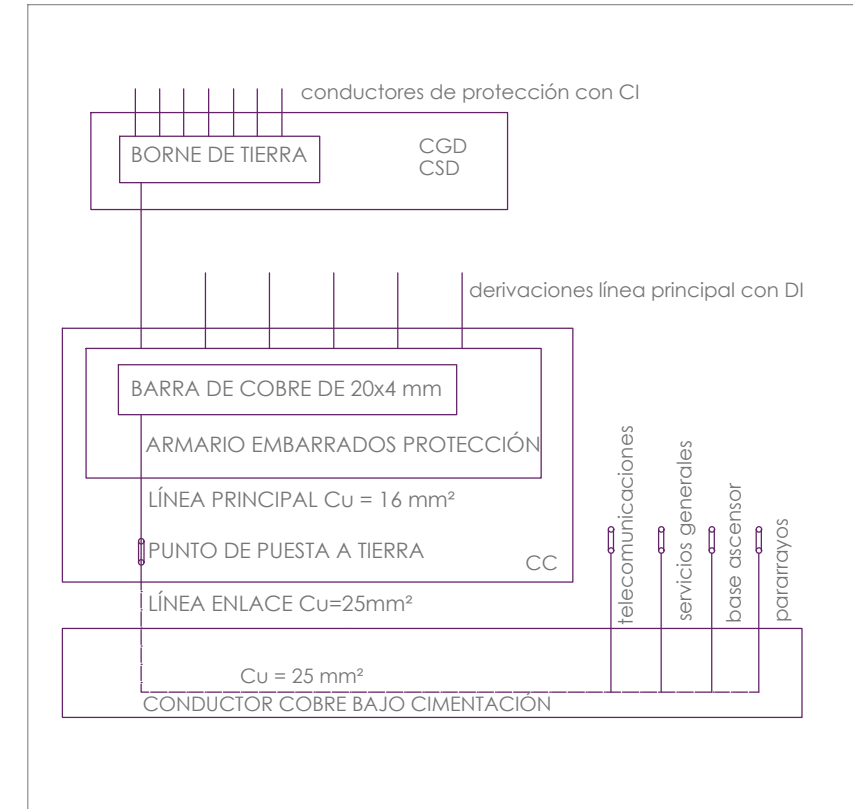 conductores de protección con CI
BORNE DE TIERRA
CGD
CSD
derivaciones línea principal con DI
BARRA DE COBRE DE 20x4 mm
ARMARIO EMBARRADOS PROTECCIÓN
LÍNEA PRINCIPAL Cu = 16 mm²
PUNTO DE PUESTA A TIERRA
CC
LÍNEA ENLACE Cu=25mm²
telecomunicaciones
servicios generales
base ascensor
pararrayos
Cu = 25 mm²
CONDUCTOR COBRE BAJO CIMENTACIÓN